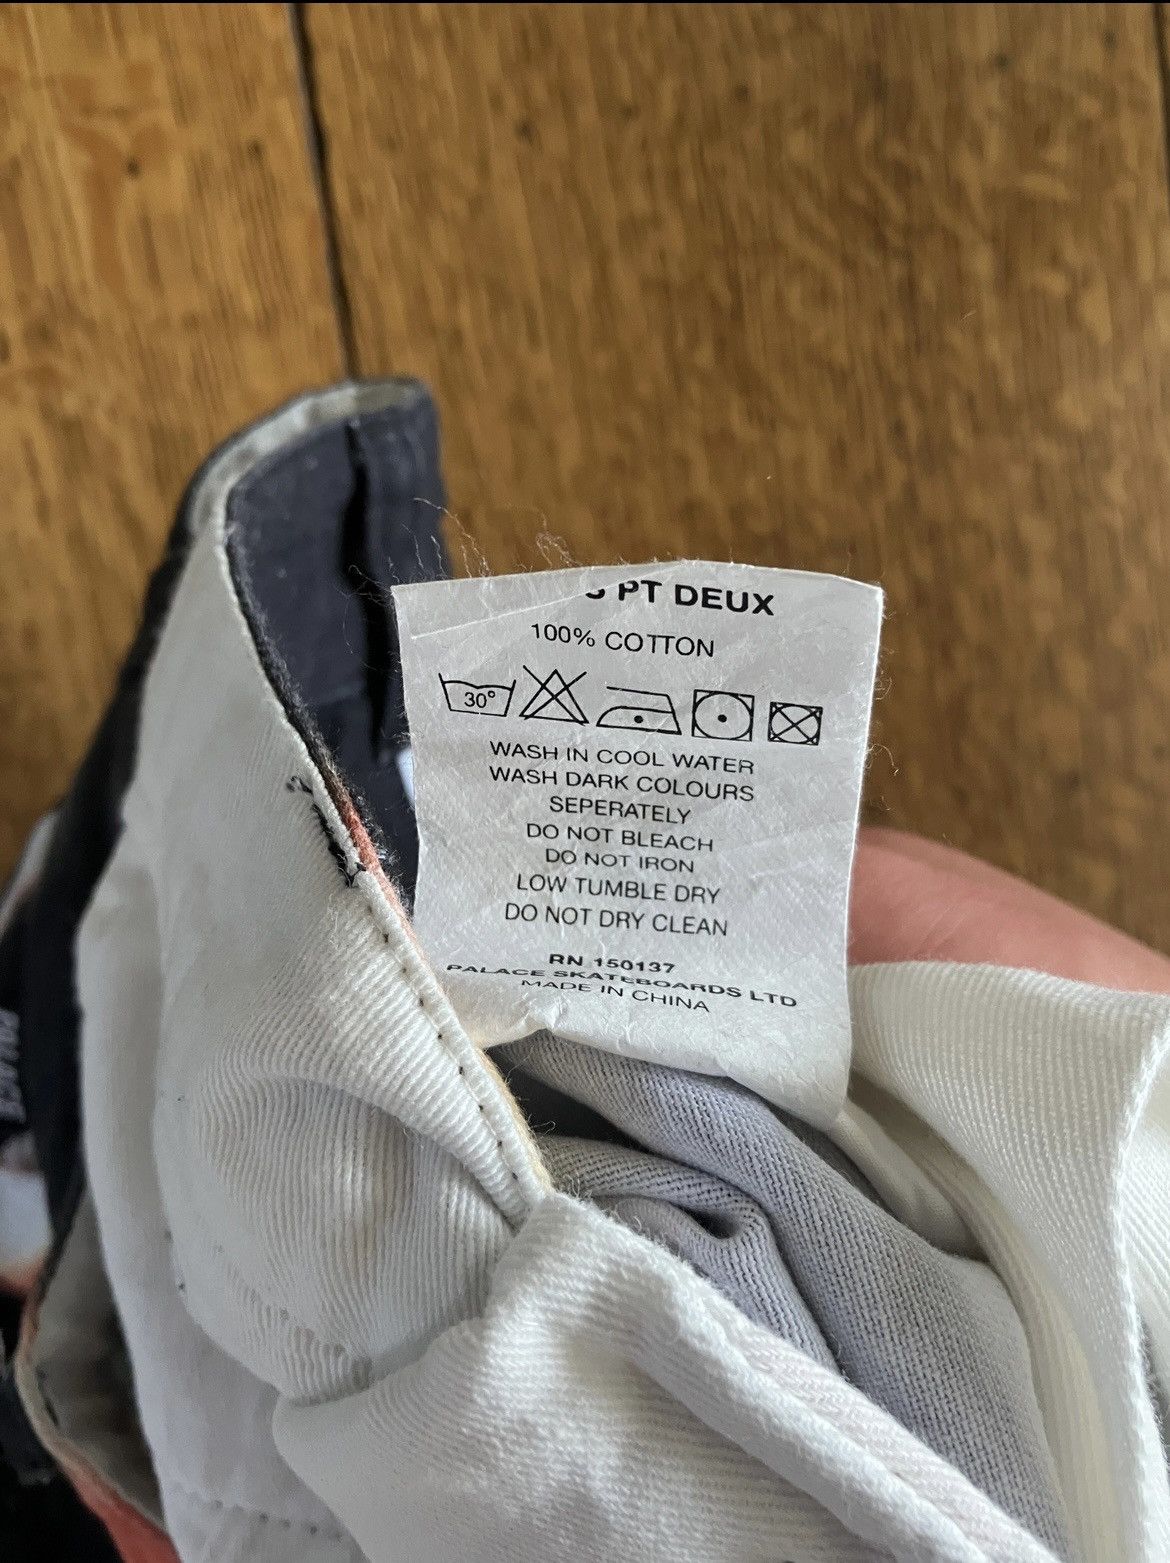 PT DEUX
100% COTTON
30°
WASH IN COOL WATER
WASH DARK COLOURS
SEPERATELY
DO NOT BLEACH
DO NOT IRON
LOW TUMBLE DRY
DO NOT DRY CLEAN
RN 150137
PALACE SKATEBOARDS LTD
MADE IN CHINA